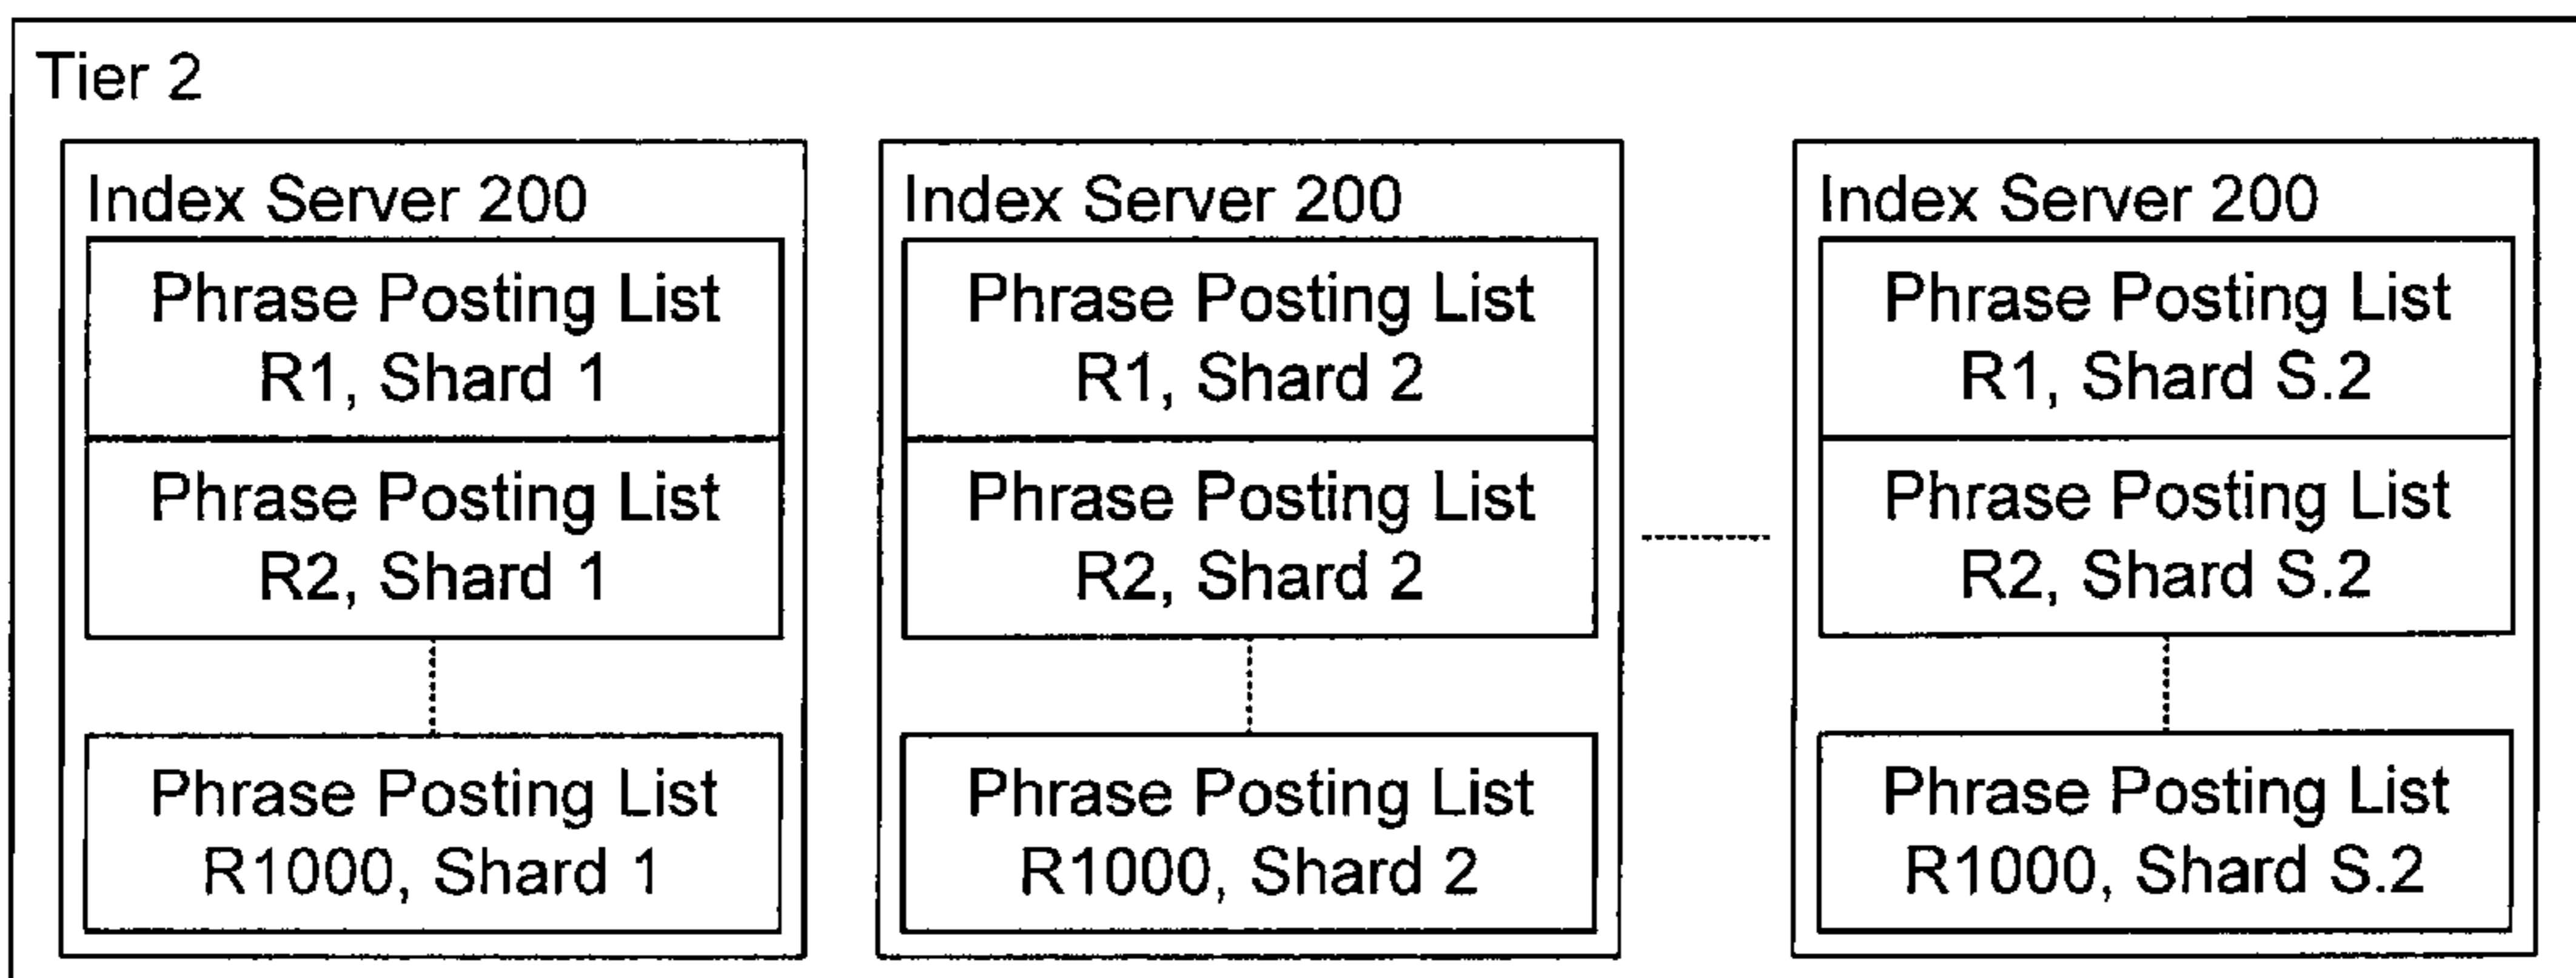 Tier 2
Index Server 200
Phrase Posting List
R1, Shard 1
Phrase Posting List
R2, Shard 1
Phrase Posting List
R1000, Shard 1
Index Server 200
Phrase Posting List
R1, Shard 2
Phrase Posting List
R2, Shard 2
Phrase Posting List
R1000, Shard 2
Index Server 200
Phrase Posting List
R1, Shard S.2
Phrase Posting List
R2, Shard S.2
Phrase Posting List
R1000, Shard S.2